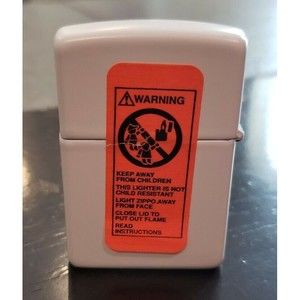 WARNING
KEEP AWAY
FROM CHILDREN
THIS LIGHTER IS NOT
CHILD RESISTANT
LIGHT ZIPPO AWAY
FROM FACE
CLOSE LID TO
PUT OUT FLAME
READ
INSTRUCTIONS